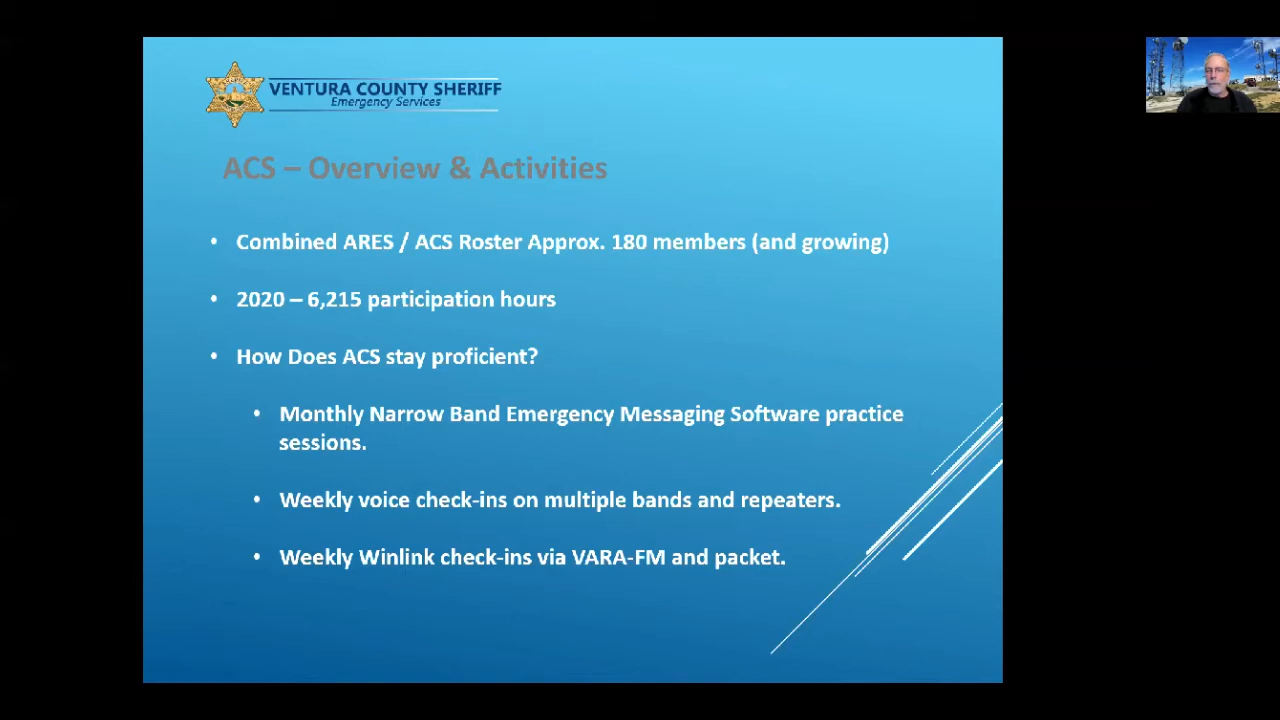 VENTURA COUNTY SHERIFF
Emergency Services
ACS – Overview & Activities
• Combined ARES / ACS Roster Approx. 180 members (and growing)
• 2020 – 6,215 participation hours
• How Does ACS stay proficient?
• Monthly Narrow Band Emergency Messaging Software practice
sessions.
• Weekly voice check-ins on multiple bands and repeaters.
• Weekly Winlink check-ins via VARA-FM and packet.